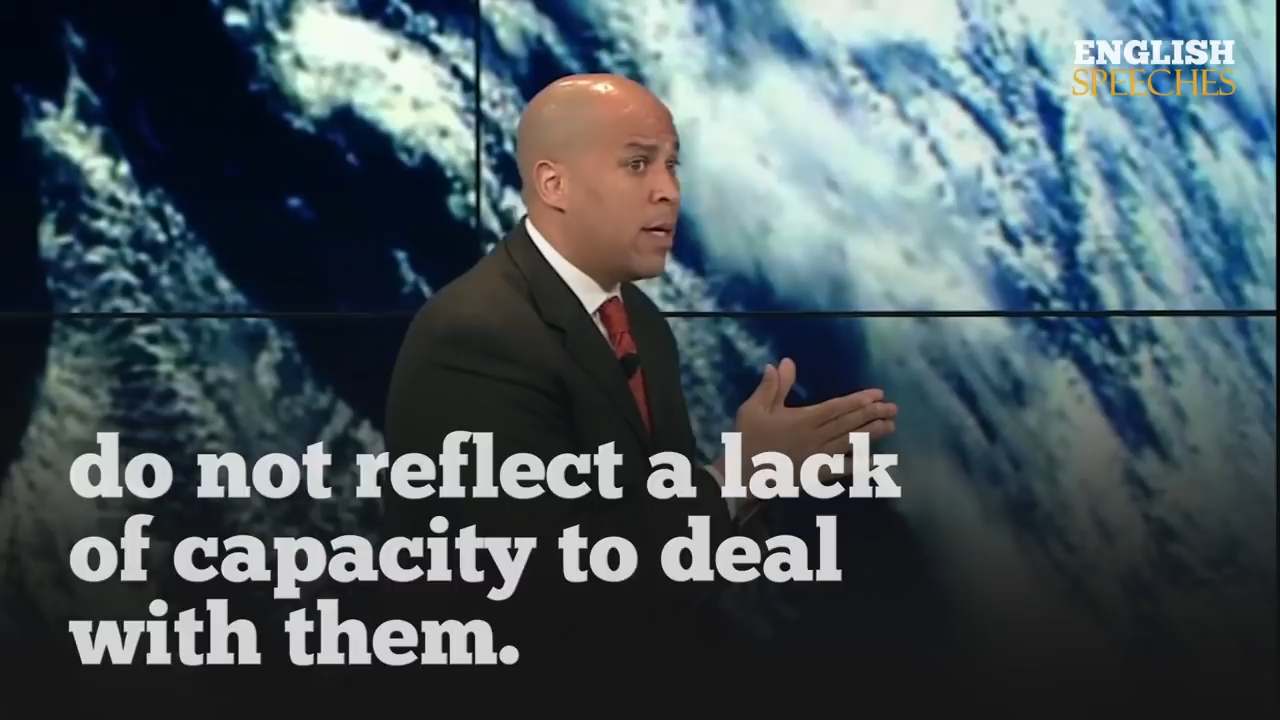 ENGLISH
SPEECHES
do not reflect a lack
of capacity to deal
with them.